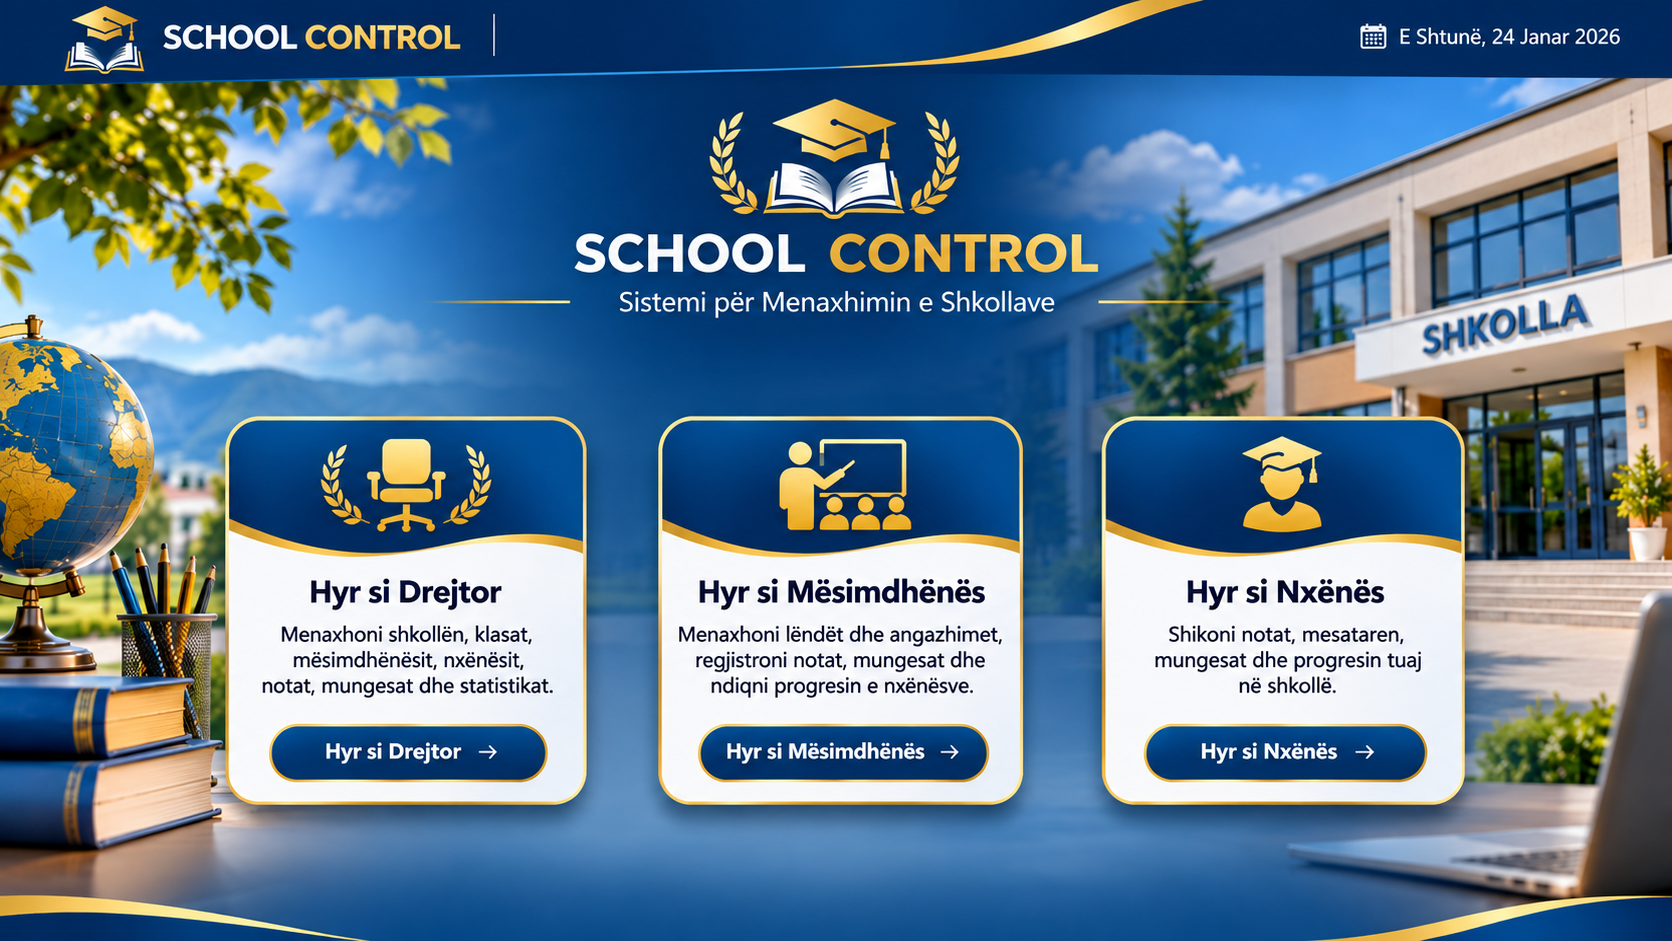 SCHOOL CONTROL
E Shtunë, 24 Janar 2026
SCHOOL CONTROL
Sistemi për Menaxhimin e Shkollave
SHKOLLA
Hyr si Drejtor
Menaxhoni shkollën, klasat,
mësimdhënësit, nxënësit,
notat, mungesat dhe statistikat.
Hyr si Drejtor →
Hyr si Mësimdhënës
Menaxhoni lëndët dhe angazhimet,
regjistroni notat, mungesat dhe
ndiqni progresin e nxënësve.
Hyr si Mësimdhënës →
Hyr si Nxënës
Shikoni notat, mesataren,
mungesat dhe progresin tuaj
në shkollë.
Hyr si Nxënës →